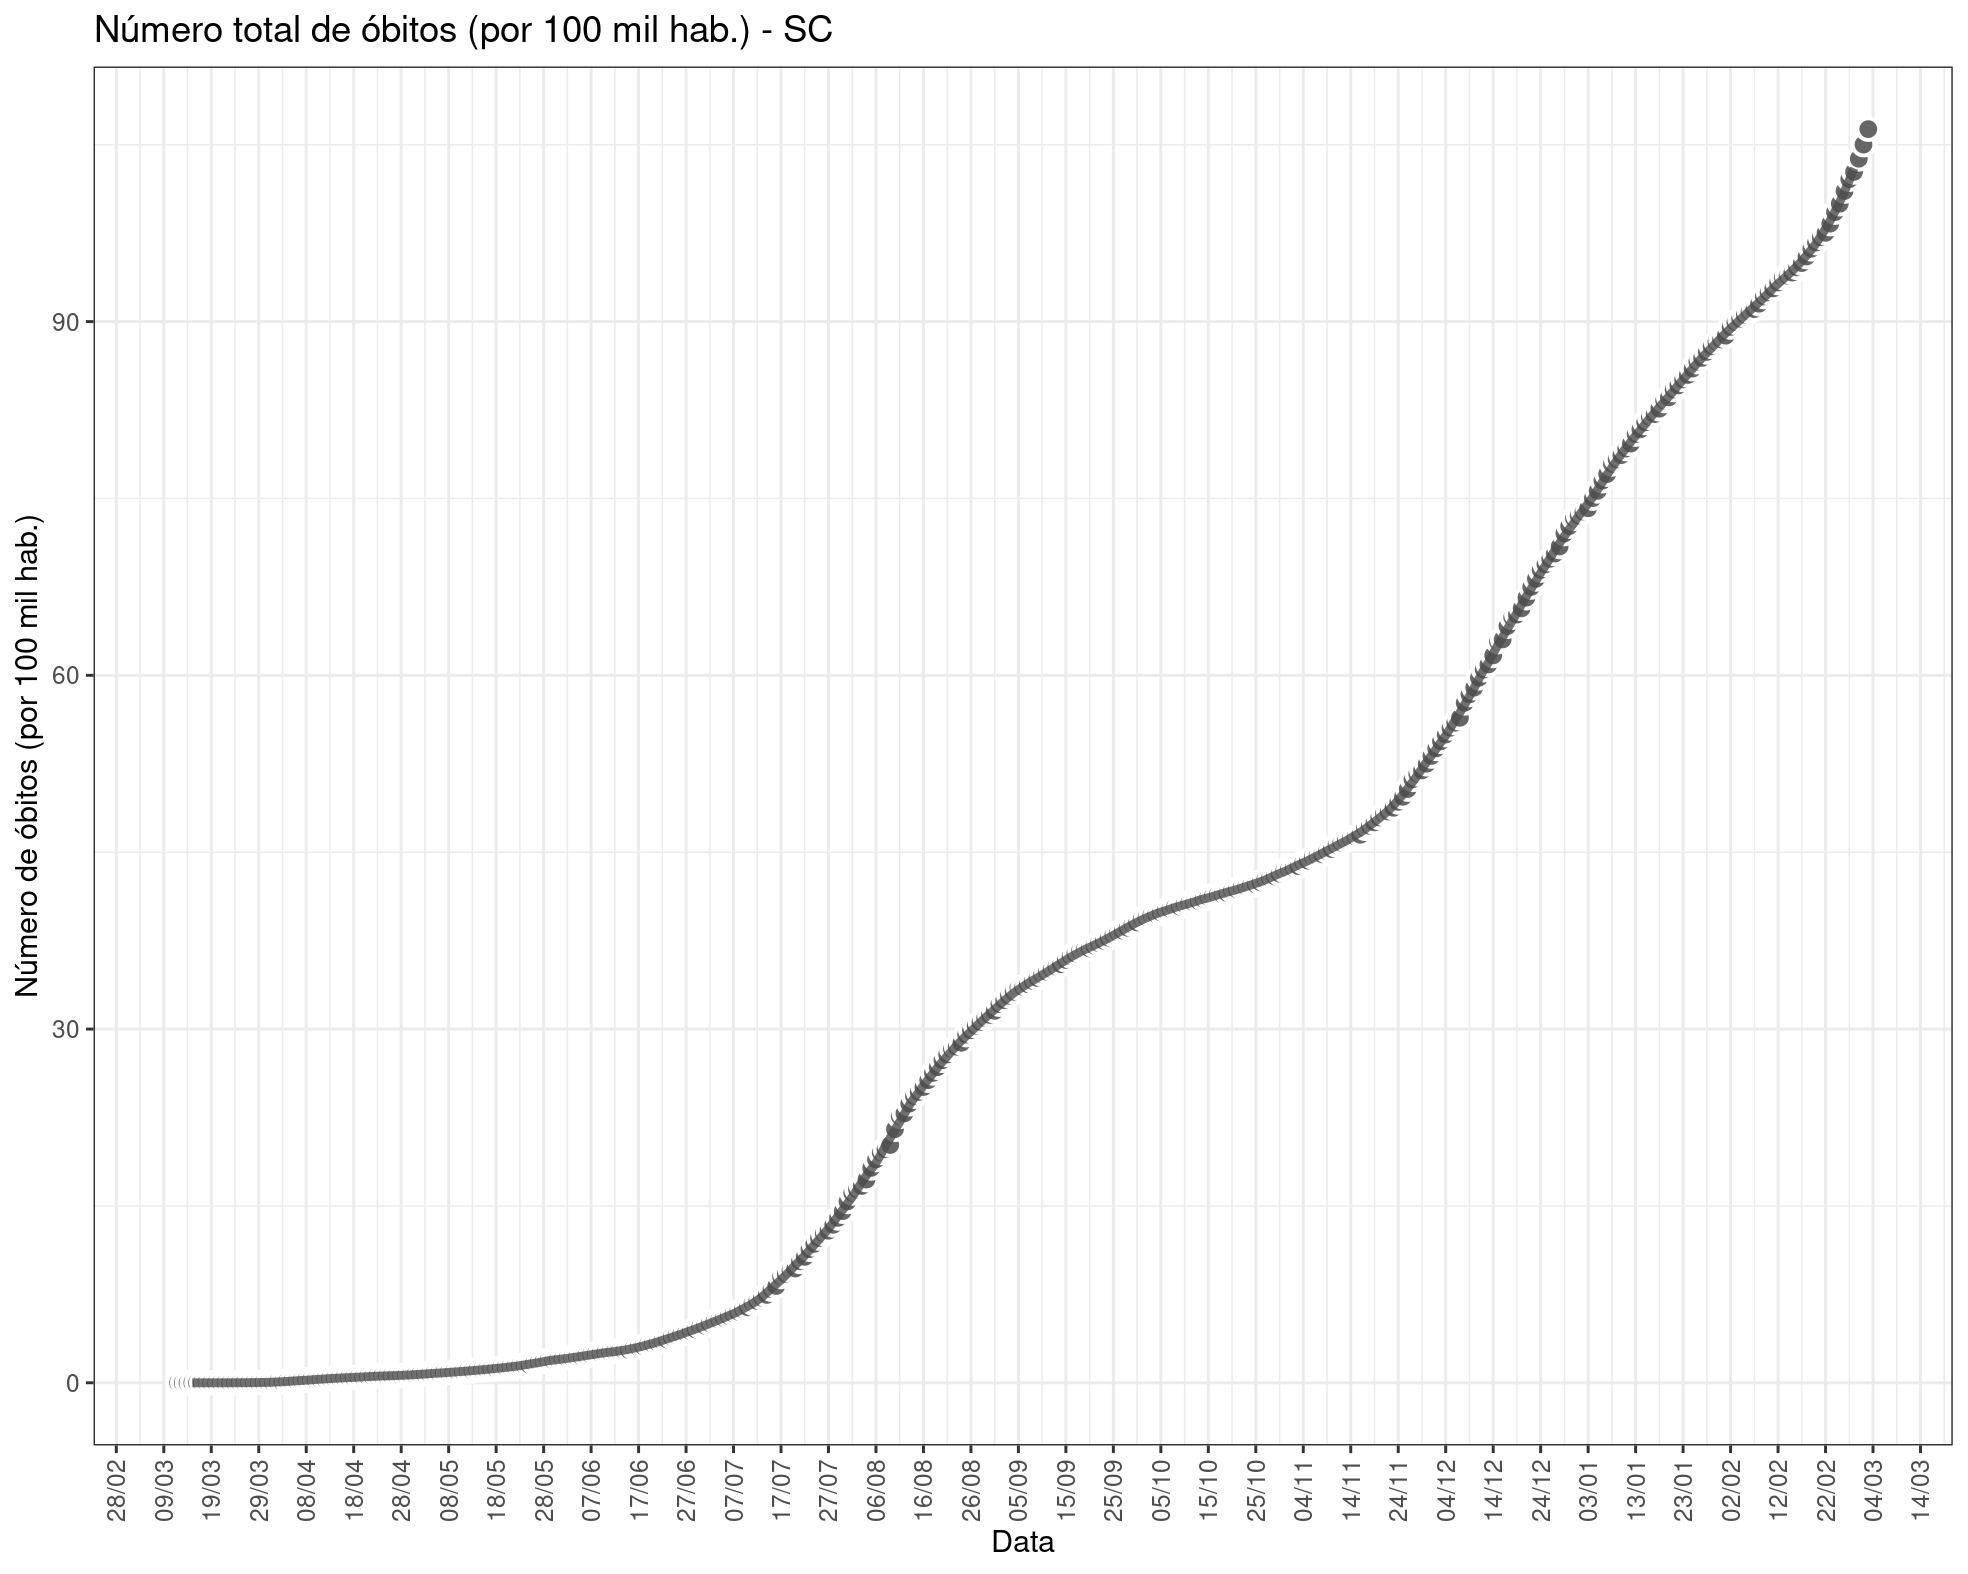 Número total de óbitos (por 100 mil hab.) - SC
Número de óbitos (por 100 mil hab.)
90
60
30
0
28/02 09/03 19/03 29/03 08/04 18/04 28/04 08/05 18/05 28/05 07/06 17/06 27/06 07/07 17/07 27/07 06/08 16/08 26/08 05/09 15/09 25/09 05/10 15/10 25/10 04/11 14/11 24/11 04/12 14/12 24/12 03/01 13/01 23/01 02/02 12/02 22/02 04/03 14/03
Data